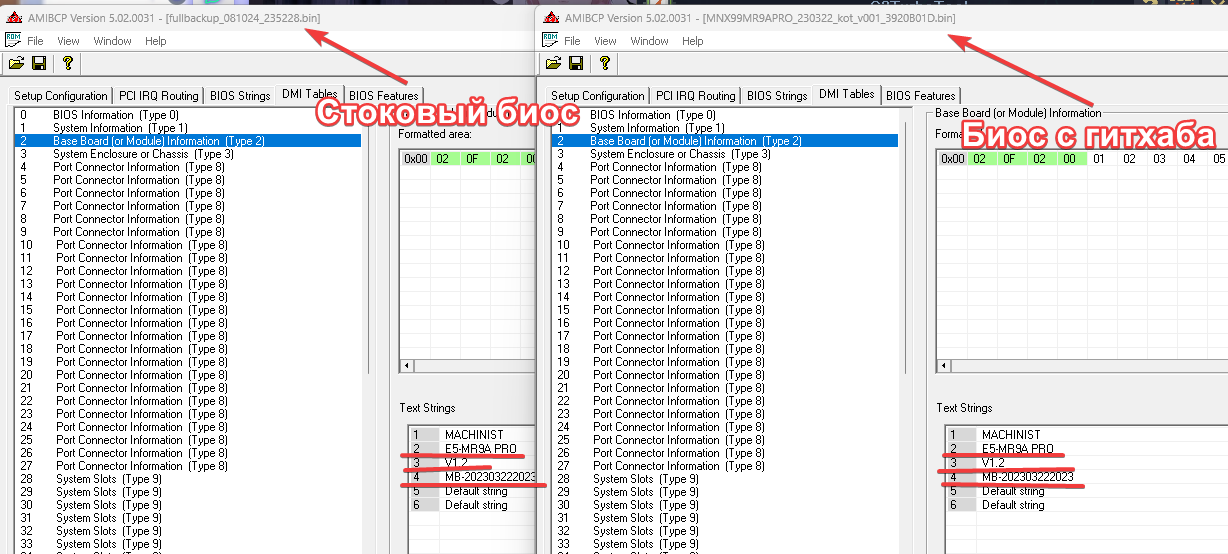 AMIBCP Version 5.02.0031 - [fullbackup_081024_235228.bin]
File View Window Help
Setup Configuration PCI IRQ Routing BIOS Strings DMI Tables BIOS Features
Стоковый биос
0 BIOS Information (Type 0)
1 System Information (Type 1)
2 Base Board (or Module) Information (Type 2)
3 System Enclosure or Chassis (Type 3)
4 Port Connector Information (Type 8)
5 Port Connector Information (Type 8)
6 Port Connector Information (Type 8)
7 Port Connector Information (Type 8)
8 Port Connector Information (Type 8)
9 Port Connector Information (Type 8)
10 Port Connector Information (Type 8)
11 Port Connector Information (Type 8)
12 Port Connector Information (Type 8)
13 Port Connector Information (Type 8)
14 Port Connector Information (Type 8)
15 Port Connector Information (Type 8)
16 Port Connector Information (Type 8)
17 Port Connector Information (Type 8)
18 Port Connector Information (Type 8)
19 Port Connector Information (Type 8)
20 Port Connector Information (Type 8)
21 Port Connector Information (Type 8)
22 Port Connector Information (Type 8)
23 Port Connector Information (Type 8)
24 Port Connector Information (Type 8)
25 Port Connector Information (Type 8)
26 Port Connector Information (Type 8)
27 Port Connector Information (Type 8)
28 System Slots (Type 9)
29 System Slots (Type 9)
30 System Slots (Type 9)
31 System Slots (Type 9)
32 System Slots (Type 9)
33 System Slots (Type 9)
Formatted area:
0x00 02 0F 02
Text Strings
1 MACHINIST
2 E5-MR9A PRO
3 V1.2
4 MB-202303222023
5 Default string
6 Default string
AMIBCP Version 5.02.0031 - [MNX99MR9APRO_230322_kot_v001_3920B01D.bin]
File View Window Help
Setup Configuration PCI IRQ Routing BIOS Strings DMI Tables BIOS Features
Биос с гитхаба
0 BIOS Information (Type 0)
1 System Information (Type 1)
2 Base Board (or Module) Information (Type 2)
3 System Enclosure or Chassis (Type 3)
4 Port Connector Information (Type 8)
5 Port Connector Information (Type 8)
6 Port Connector Information (Type 8)
7 Port Connector Information (Type 8)
8 Port Connector Information (Type 8)
9 Port Connector Information (Type 8)
10 Port Connector Information (Type 8)
11 Port Connector Information (Type 8)
12 Port Connector Information (Type 8)
13 Port Connector Information (Type 8)
14 Port Connector Information (Type 8)
15 Port Connector Information (Type 8)
16 Port Connector Information (Type 8)
17 Port Connector Information (Type 8)
18 Port Connector Information (Type 8)
19 Port Connector Information (Type 8)
20 Port Connector Information (Type 8)
21 Port Connector Information (Type 8)
22 Port Connector Information (Type 8)
23 Port Connector Information (Type 8)
24 Port Connector Information (Type 8)
25 Port Connector Information (Type 8)
26 Port Connector Information (Type 8)
27 Port Connector Information (Type 8)
28 System Slots (Type 9)
29 System Slots (Type 9)
30 System Slots (Type 9)
31 System Slots (Type 9)
32 System Slots (Type 9)
33 System Slots (Type 9)
Base Board (or Module) Information
0x00 02 0F 02 00 01 02 03 04 05
Text Strings
1 MACHINIST
2 E5-MR9A PRO
3 V1.2
4 MB-202303222023
5 Default string
6 Default string